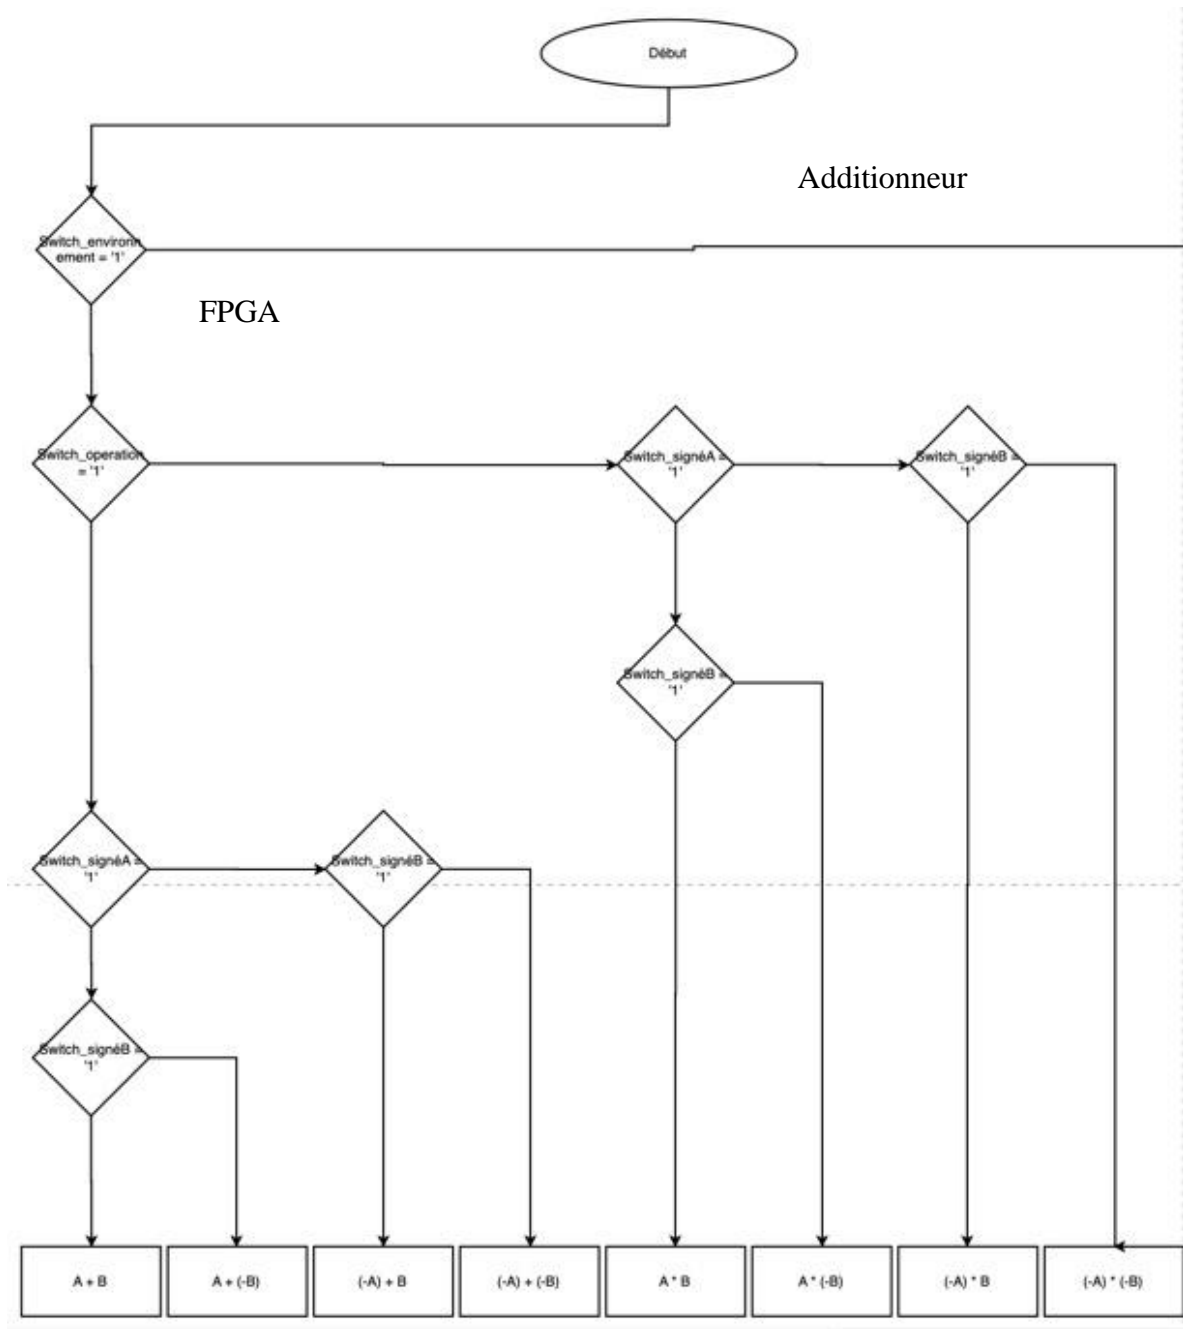 Début
Additionneur
Switch_environn
ement = '1'
FPGA
Switch_operation
= '1'
Switch_signéA =
'1'
Switch_signéB =
'1'
Switch_signéB =
'1'
Switch_signéA =
'1'
Switch_signéB =
'1'
Switch_signéB =
'1'
A + B
A + (-B)
(-A) + B
(-A) + (-B)
A * B
A * (-B)
(-A) * B
(-A) * (-B)